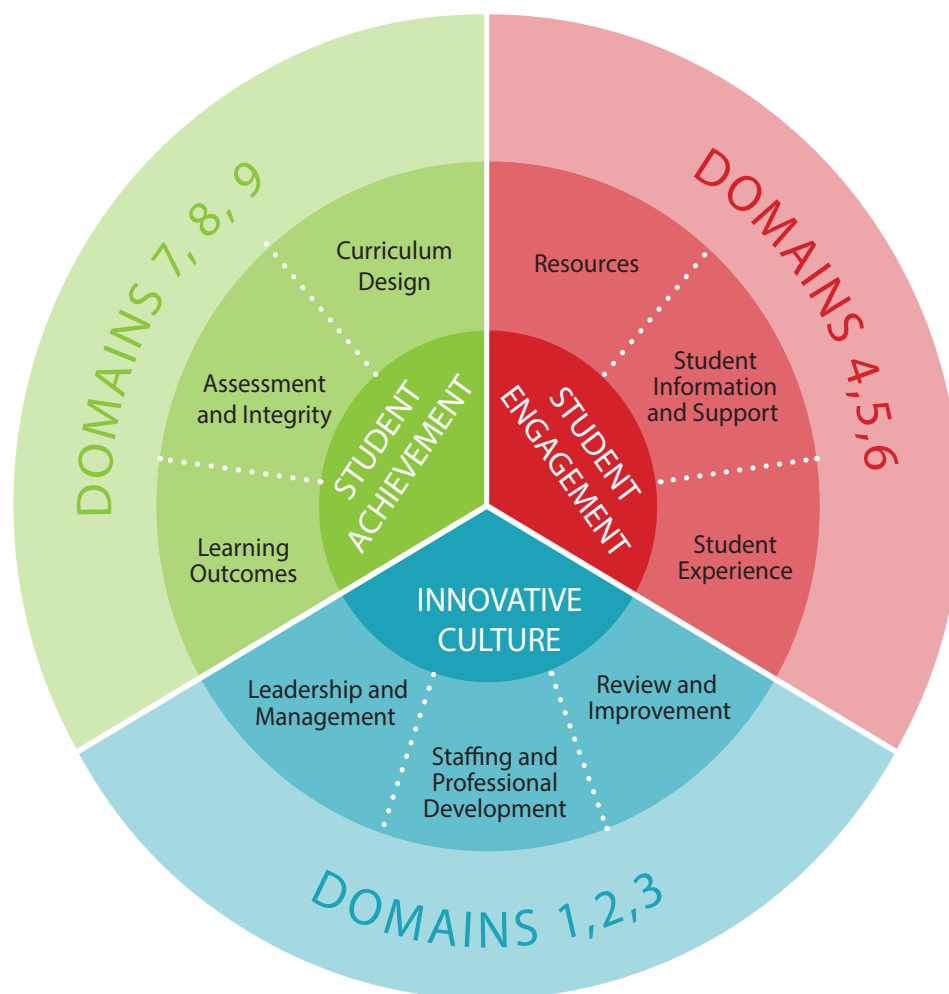 DOMAINS 7, 8, 9
Curriculum
Design
Assessment
and Integrity
Learning
Outcomes
STUDENT
ACHIEVEMENT
DOMAINS 4,5,6
Resources
Student
Information
and Support
Student
Experience
STUDENT
ENGAGEMENT
INNOVATIVE
CULTURE
Leadership and
Management
Staffing and
Professional
Development
Review and
Improvement
DOMAINS 1,2,3